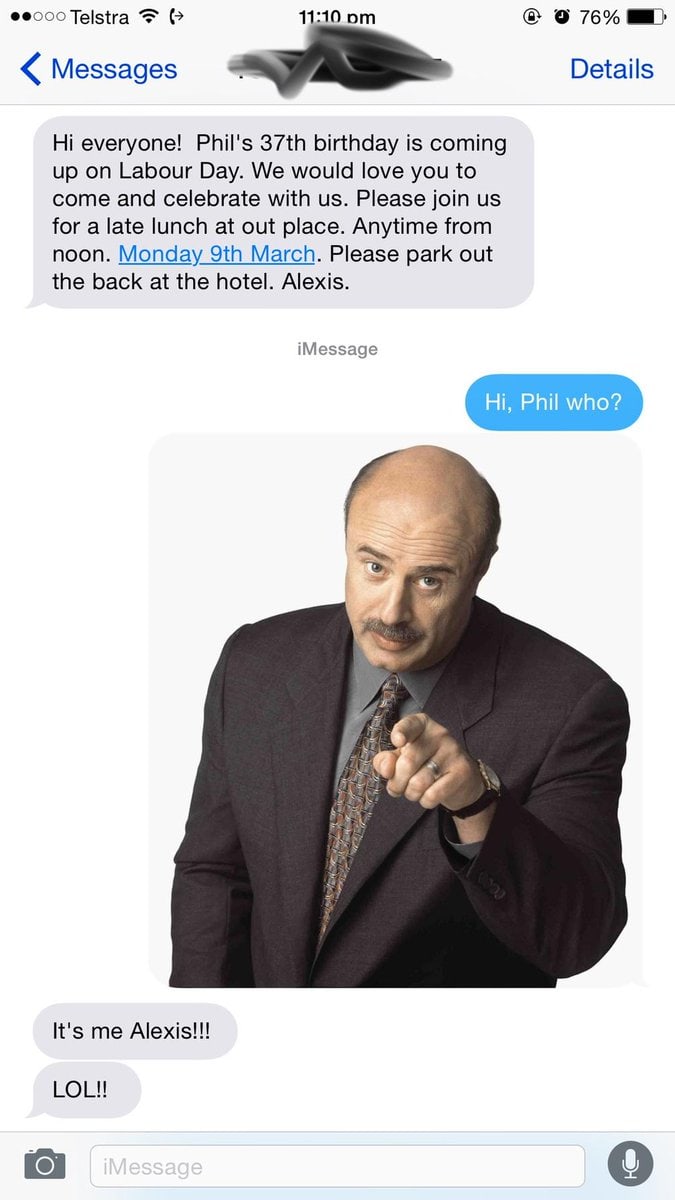 Telstra 11:10 pm 76%
Messages Details
Hi everyone! Phil's 37th birthday is coming
up on Labour Day. We would love you to
come and celebrate with us. Please join us
for a late lunch at out place. Anytime from
noon. Monday 9th March. Please park out
the back at the hotel. Alexis.
iMessage
Hi, Phil who?
It's me Alexis!!!
LOL!!
iMessage